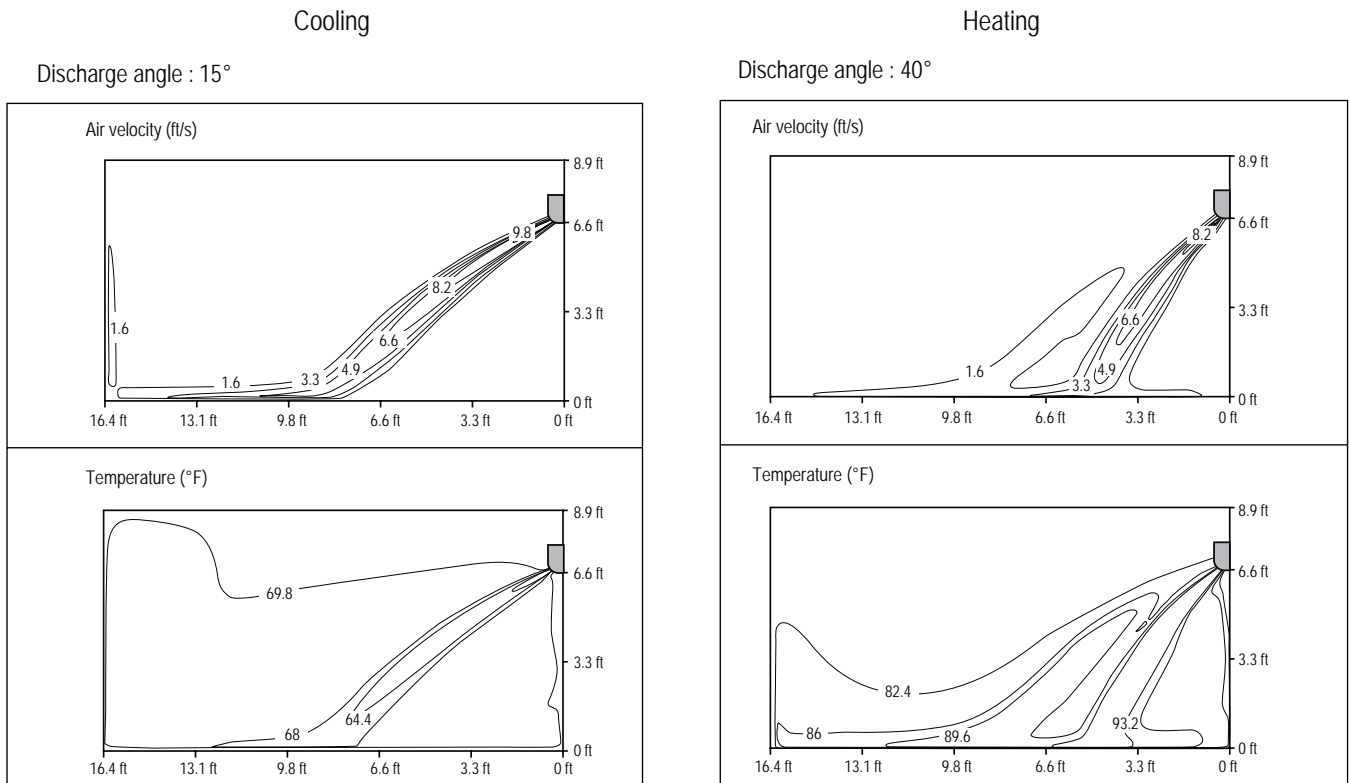 Cooling
Discharge angle : 15°
Air velocity (ft/s)
8.9 ft
6.6 ft
3.3 ft
0 ft
9.8
8.2
6.6
4.9
3.3
1.6
1.6
16.4 ft 13.1 ft 9.8 ft 6.6 ft 3.3 ft 0 ft
Temperature (°F)
8.9 ft
6.6 ft
3.3 ft
0 ft
69.8
64.4
68
16.4 ft 13.1 ft 9.8 ft 6.6 ft 3.3 ft 0 ft
Heating
Discharge angle : 40°
Air velocity (ft/s)
8.9 ft
6.6 ft
3.3 ft
0 ft
8.2
6.6
4.9
3.3
1.6
16.4 ft 13.1 ft 9.8 ft 6.6 ft 3.3 ft 0 ft
Temperature (°F)
8.9 ft
6.6 ft
3.3 ft
0 ft
82.4
93.2
86
89.6
16.4 ft 13.1 ft 9.8 ft 6.6 ft 3.3 ft 0 ft